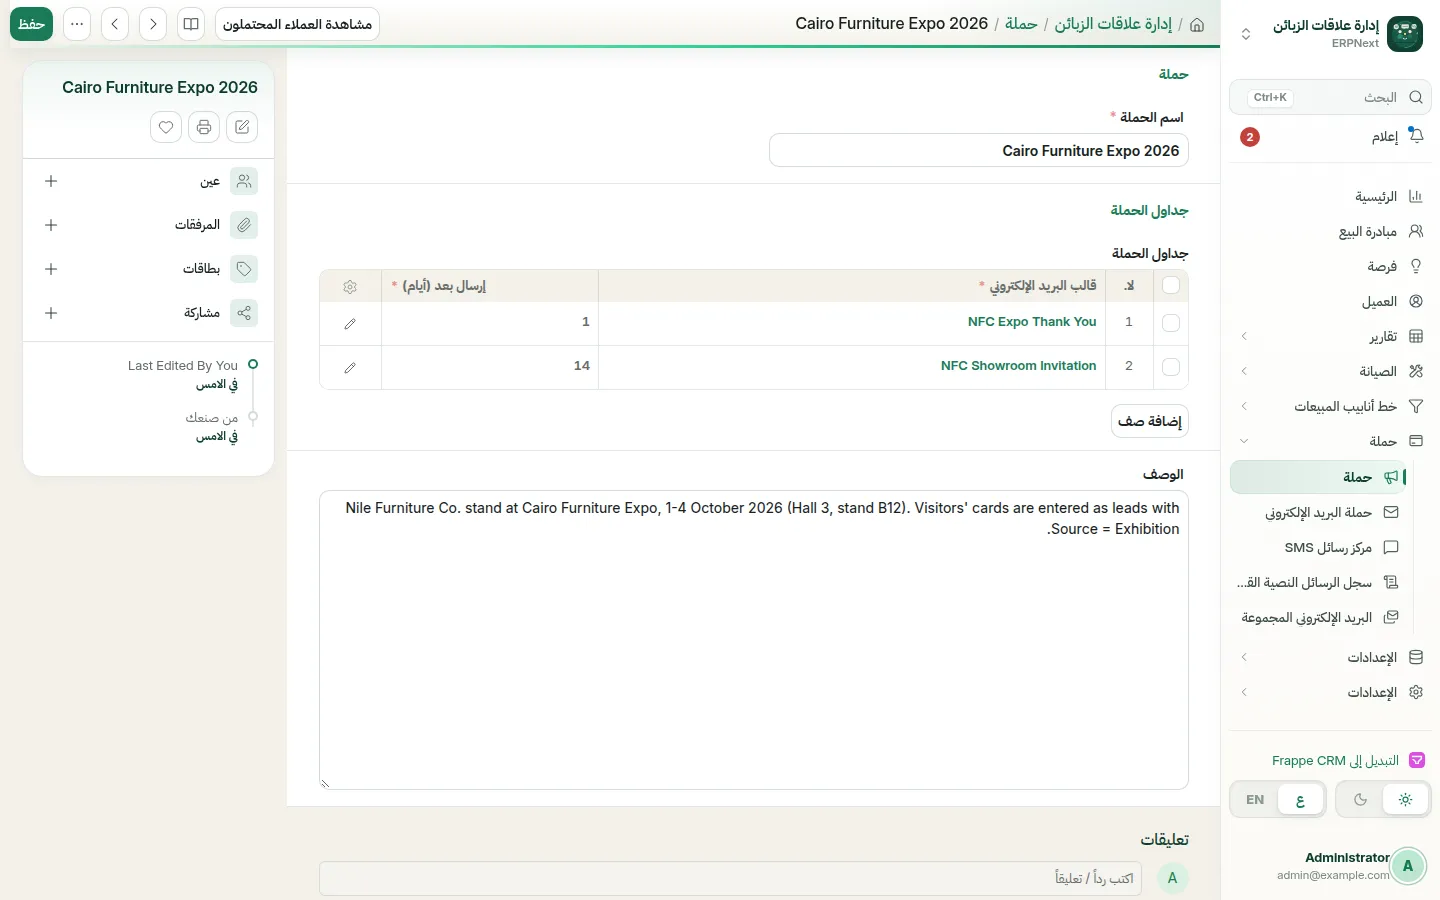 إدارة علاقات الزبائن
ERPNext
البحث
Ctrl+K
إعلام
2
الرئيسية
مبادرة البيع
فرصة
العميل
تقارير
الصيانة
خط أنابيب المبيعات
حملة
حملة
حملة البريد الإلكتروني
مركز رسائل SMS
سجل الرسائل النصية الق...
البريد الإلكتروني المجموعة
الإعدادات
الإعدادات
التبديل إلى Frappe CRM
ع
EN
Administrator
admin@example.com
A
إدارة علاقات الزبائن / حملة / Cairo Furniture Expo 2026
مشاهدة العملاء المحتملون
حفظ
حملة
اسم الحملة *
Cairo Furniture Expo 2026
جداول الحملة
جداول الحملة
لا. قالب البريد الإلكتروني * إرسال بعد (أيام) *
1 NFC Expo Thank You 1
2 NFC Showroom Invitation 14
إضافة صف
الوصف
Nile Furniture Co. stand at Cairo Furniture Expo, 1-4 October 2026 (Hall 3, stand B12). Visitors' cards are entered as leads with
Source = Exhibition.
تعليقات
A
اكتب رداً / تعليقاً
Cairo Furniture Expo 2026
عين
المرفقات
بطاقات
مشاركة
Last Edited By You
في الامس
من صنعك
في الامس